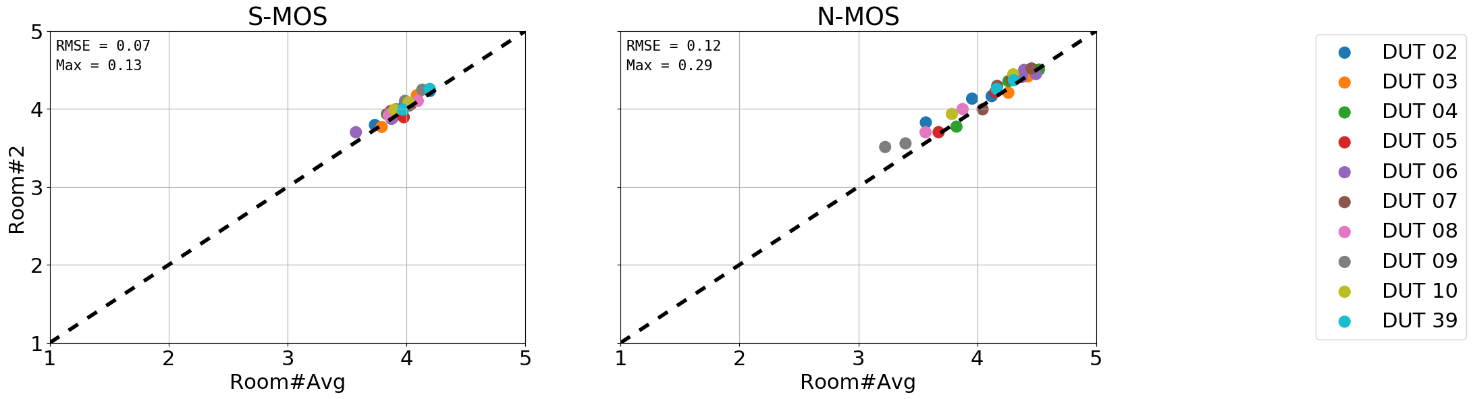 S-MOS
N-MOS
RMSE = 0.07
Max = 0.13
RMSE = 0.12
Max = 0.29
5
4
3
2
1
Room#2
1 2 3 4 5
1 2 3 4 5
Room#Avg
Room#Avg
DUT 02
DUT 03
DUT 04
DUT 05
DUT 06
DUT 07
DUT 08
DUT 09
DUT 10
DUT 39